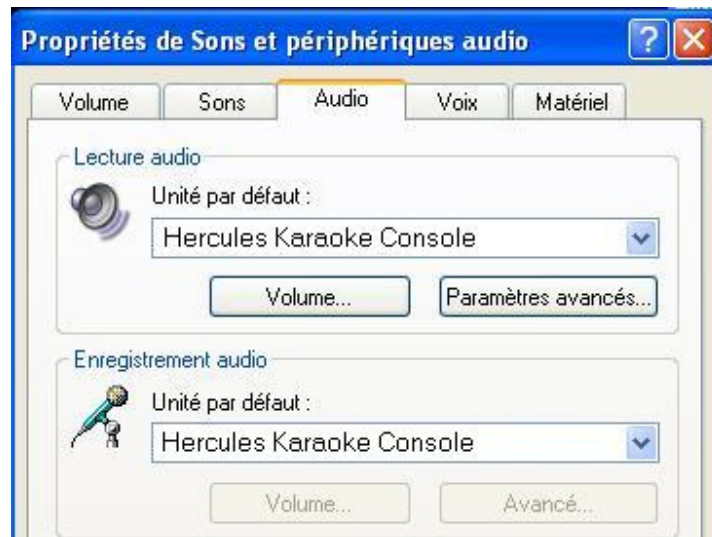 Propriétés de Sons et périphériques audio
Volume Sons Audio Voix Matériel
Lecture audio
Unité par défaut :
Hercules Karaoke Console
Volume... Paramètres avancés...
Enregistrement audio
Unité par défaut :
Hercules Karaoke Console
Volume... Avancé...